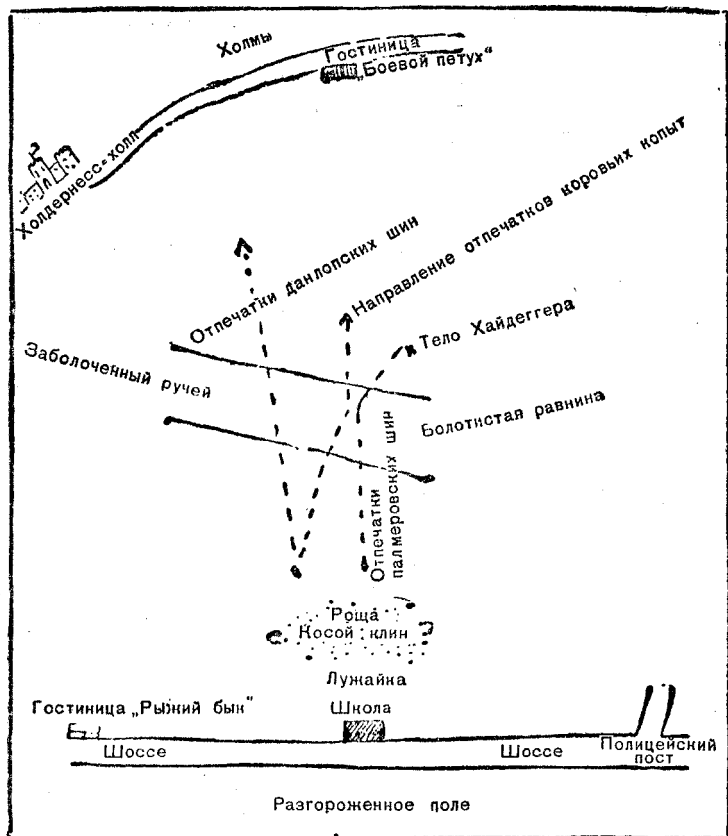 Холмы
Гостиница
„Боевой петух“
Холдернесс-холл
Направление отпечатков коровьих копыт
Отпечатки данлопских шин
Тело Хайдеггера
Заболоченный ручей
Болотистая равнина
Отпечатки
палмеровских шин
Роща
Косой клин
Лужайка
Гостиница „Рыжий бык“
Школа
Шоссе
Шоссе
Полицейский
пост
Разгороженное поле